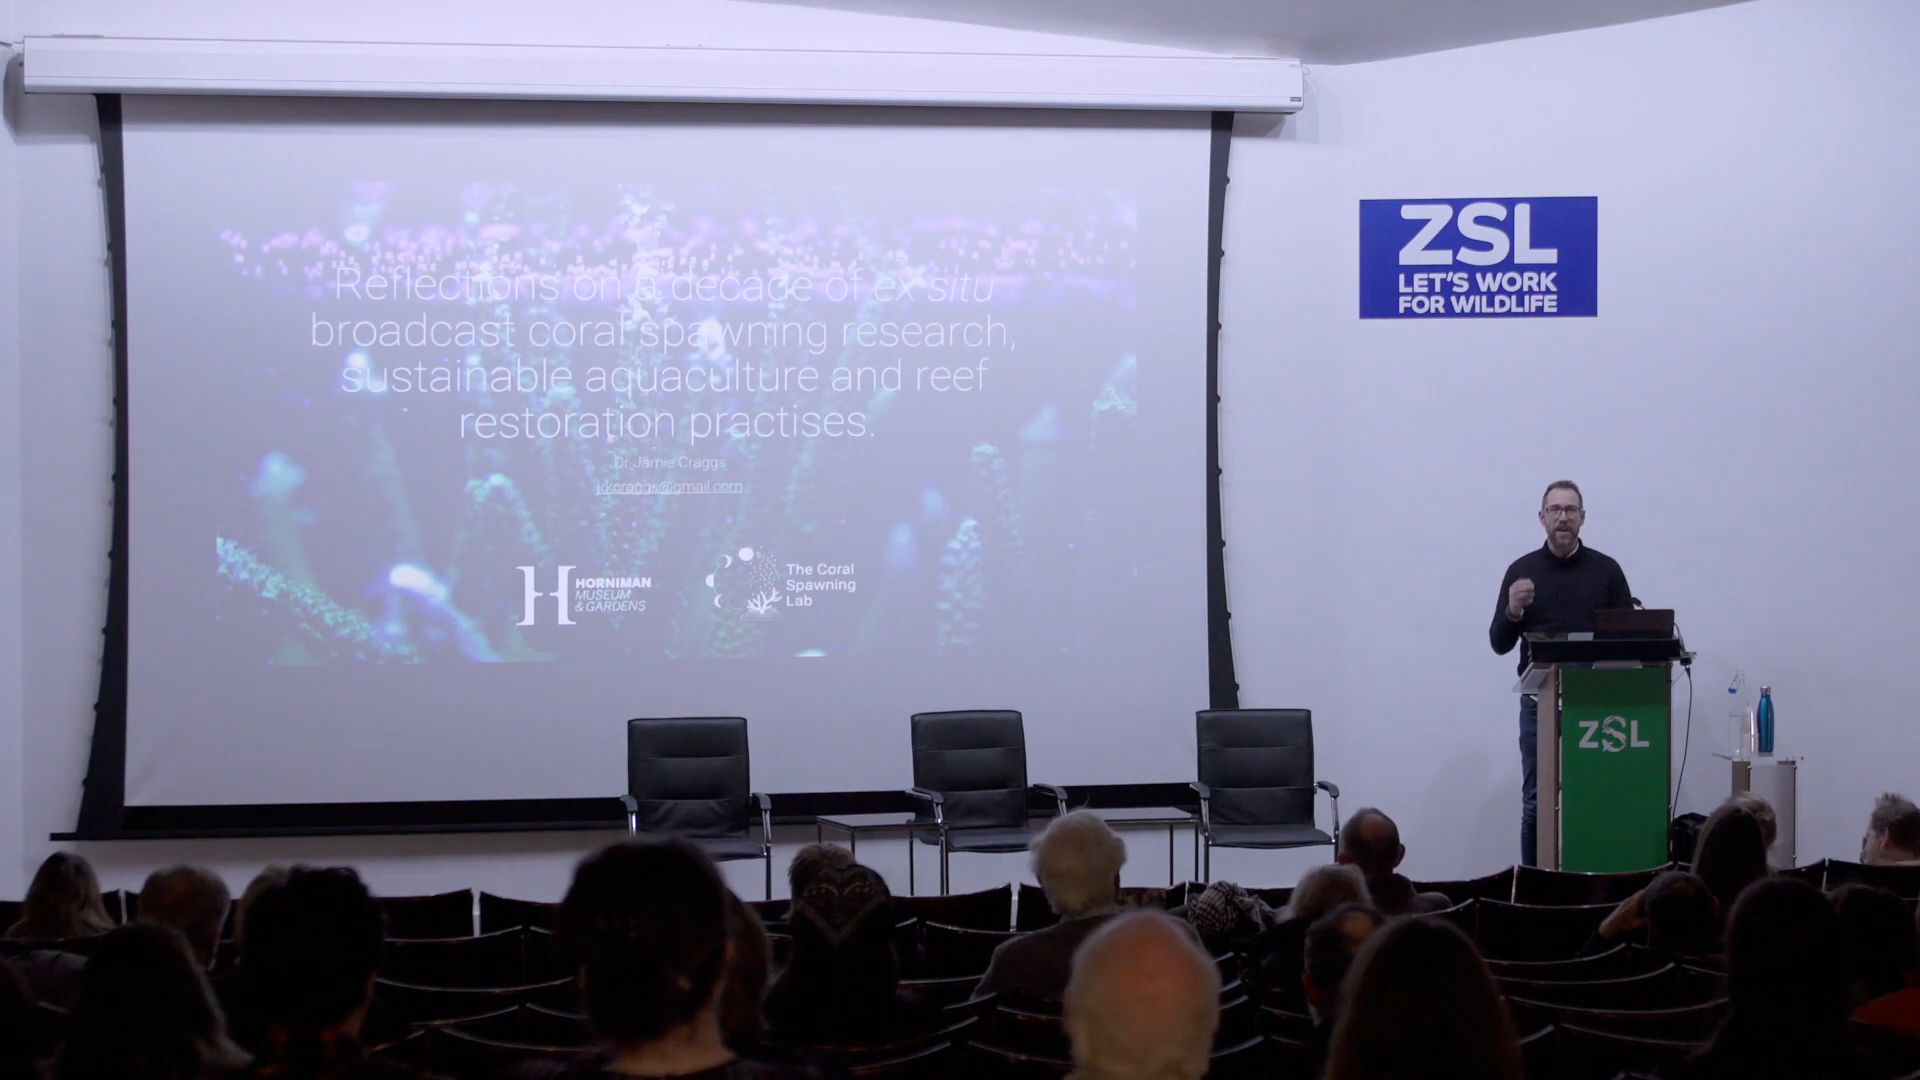 Reflections on a decade of ex situ
broadcast coral spawning research,
sustainable aquaculture and reef
restoration practises.
Dr Jamie Craggs
jrkcraggs@gmail.com
HORNIMAN
MUSEUM
& GARDENS
The Coral
Spawning
Lab
ZSL
LET'S WORK
FOR WILDLIFE
ZSL